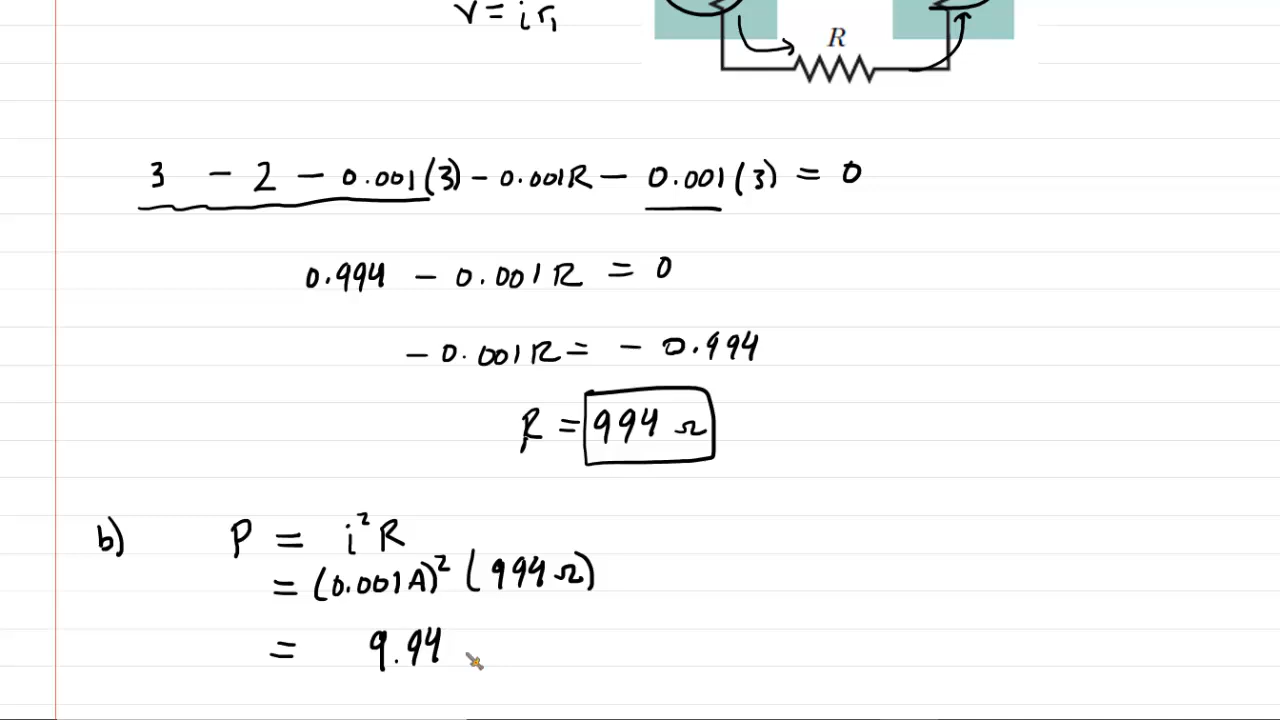 V = i r₁
R
3 - 2 - 0.001(3) - 0.001R - 0.001(3) = 0
0.994 - 0.001R = 0
- 0.001R = - 0.994
R = 994 Ω
b) P = i²R
= (0.001A)² (994 Ω)
= 9.94